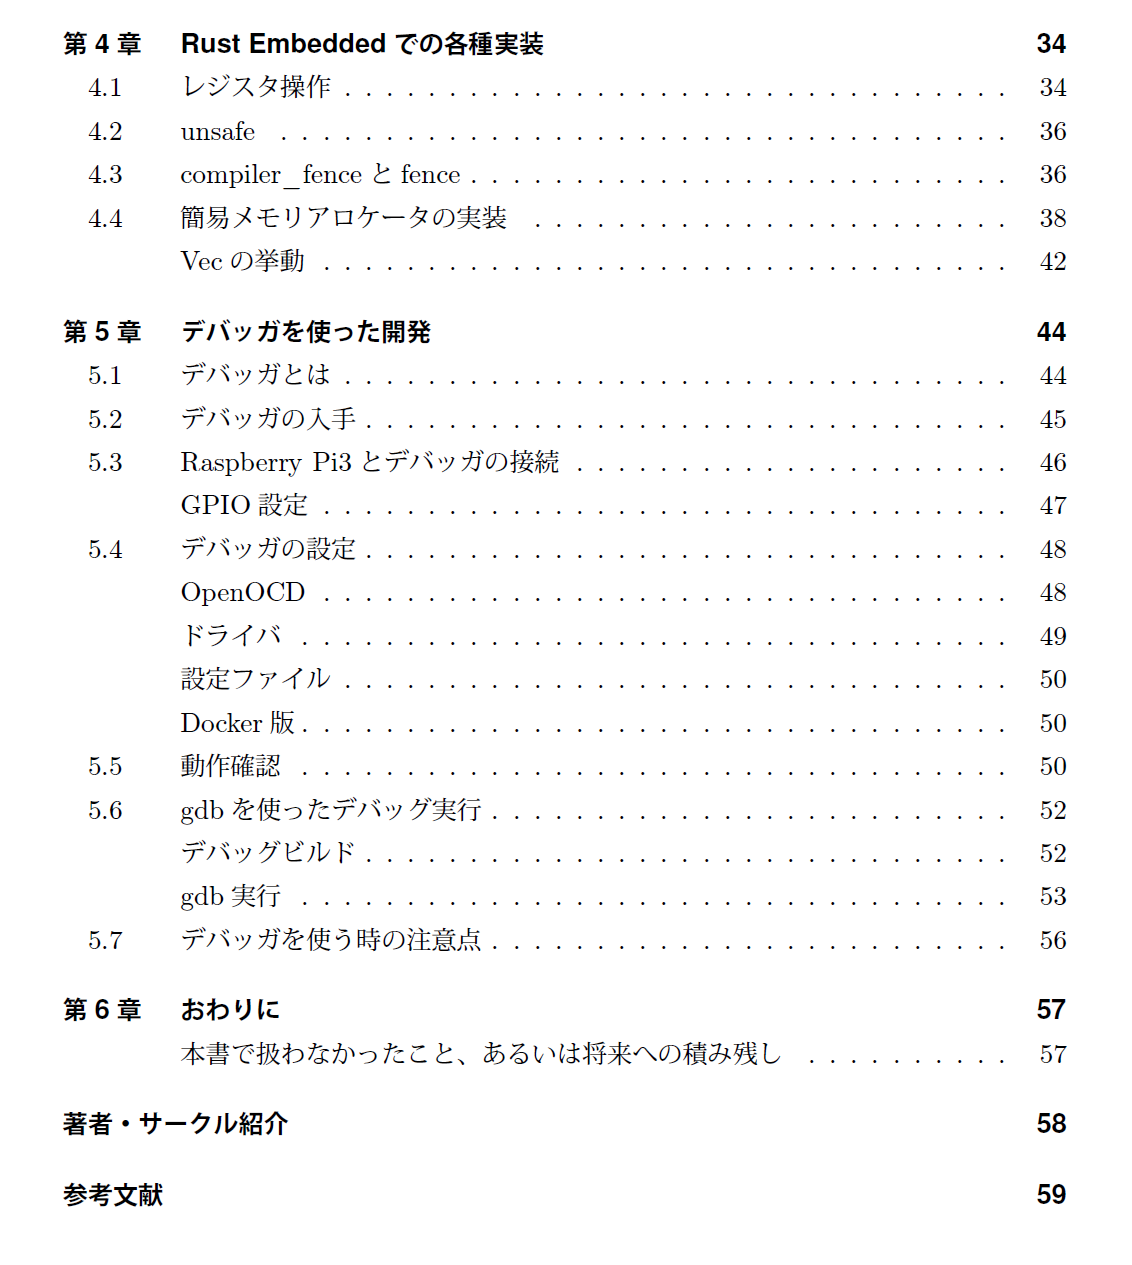 第 4 章 Rust Embedded での各種実装 34
4.1 レジスタ操作 . . . . . . . . . . . . . . . . . . . . . . . . . . . . . . . . 34
4.2 unsafe . . . . . . . . . . . . . . . . . . . . . . . . . . . . . . . . . . . 36
4.3 compiler_fence と fence . . . . . . . . . . . . . . . . . . . . . . . . . . 36
4.4 簡易メモリアロケータの実装 . . . . . . . . . . . . . . . . . . . . . . . 38
Vec の挙動 . . . . . . . . . . . . . . . . . . . . . . . . . . . . . . . . . 42
第 5 章 デバッガを使った開発 44
5.1 デバッガとは . . . . . . . . . . . . . . . . . . . . . . . . . . . . . . . . 44
5.2 デバッガの入手 . . . . . . . . . . . . . . . . . . . . . . . . . . . . . . . 45
5.3 Raspberry Pi3 とデバッガの接続 . . . . . . . . . . . . . . . . . . . . . 46
GPIO 設定 . . . . . . . . . . . . . . . . . . . . . . . . . . . . . . . . . 47
5.4 デバッガの設定 . . . . . . . . . . . . . . . . . . . . . . . . . . . . . . . 48
OpenOCD . . . . . . . . . . . . . . . . . . . . . . . . . . . . . . . . . 48
ドライバ . . . . . . . . . . . . . . . . . . . . . . . . . . . . . . . . . . 49
設定ファイル . . . . . . . . . . . . . . . . . . . . . . . . . . . . . . . . 50
Docker 版 . . . . . . . . . . . . . . . . . . . . . . . . . . . . . . . . . . 50
5.5 動作確認 . . . . . . . . . . . . . . . . . . . . . . . . . . . . . . . . . . 50
5.6 gdb を使ったデバッグ実行 . . . . . . . . . . . . . . . . . . . . . . . . . 52
デバッグビルド . . . . . . . . . . . . . . . . . . . . . . . . . . . . . . . 52
gdb 実行 . . . . . . . . . . . . . . . . . . . . . . . . . . . . . . . . . . 53
5.7 デバッガを使う時の注意点 . . . . . . . . . . . . . . . . . . . . . . . . . 56
第 6 章 おわりに 57
本書で扱わなかったこと、あるいは将来への積み残し . . . . . . . . . . 57
著者・サークル紹介 58
参考文献 59